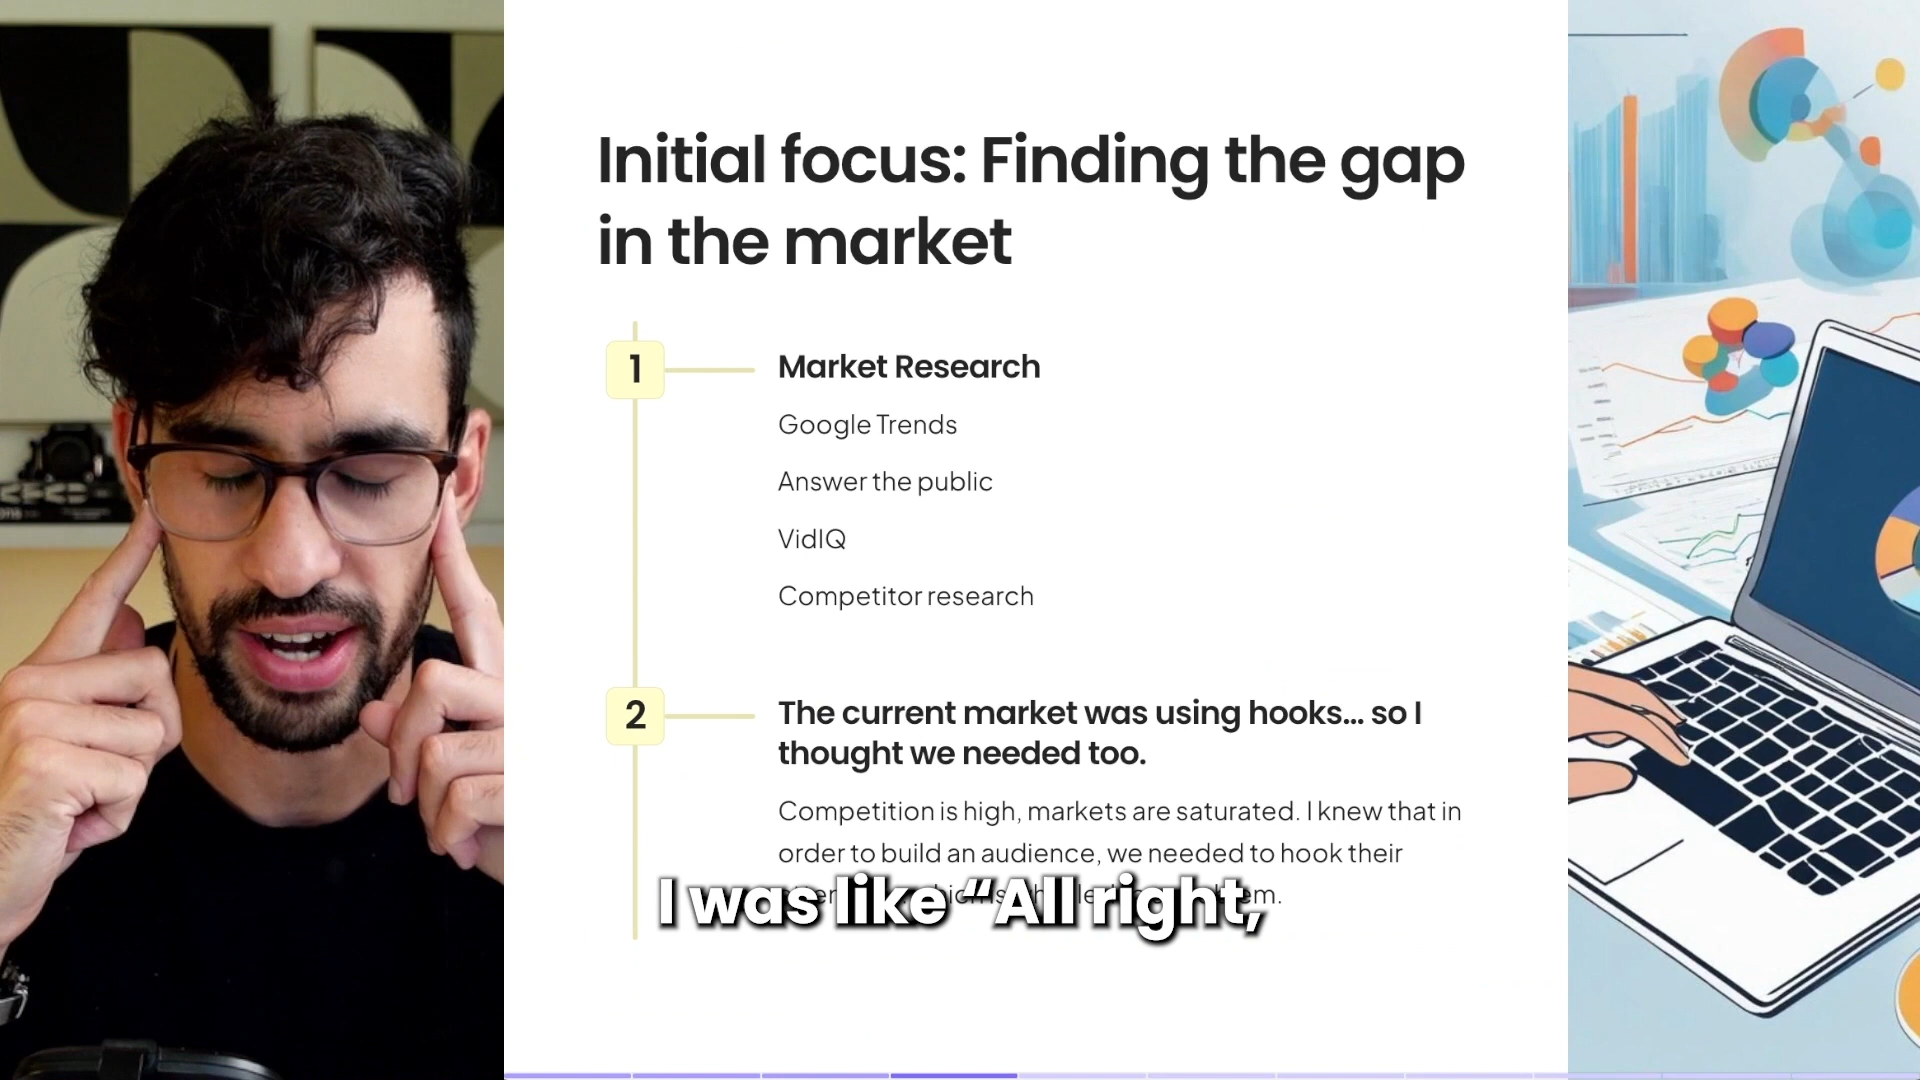 Initial focus: Finding the gap
in the market
1
Market Research
Google Trends
Answer the public
VidIQ
Competitor research
2
The current market was using hooks... so I
thought we needed too.
Competition is high, markets are saturated. I knew that in
order to build an audience, we needed to hook their
I was like “All right,